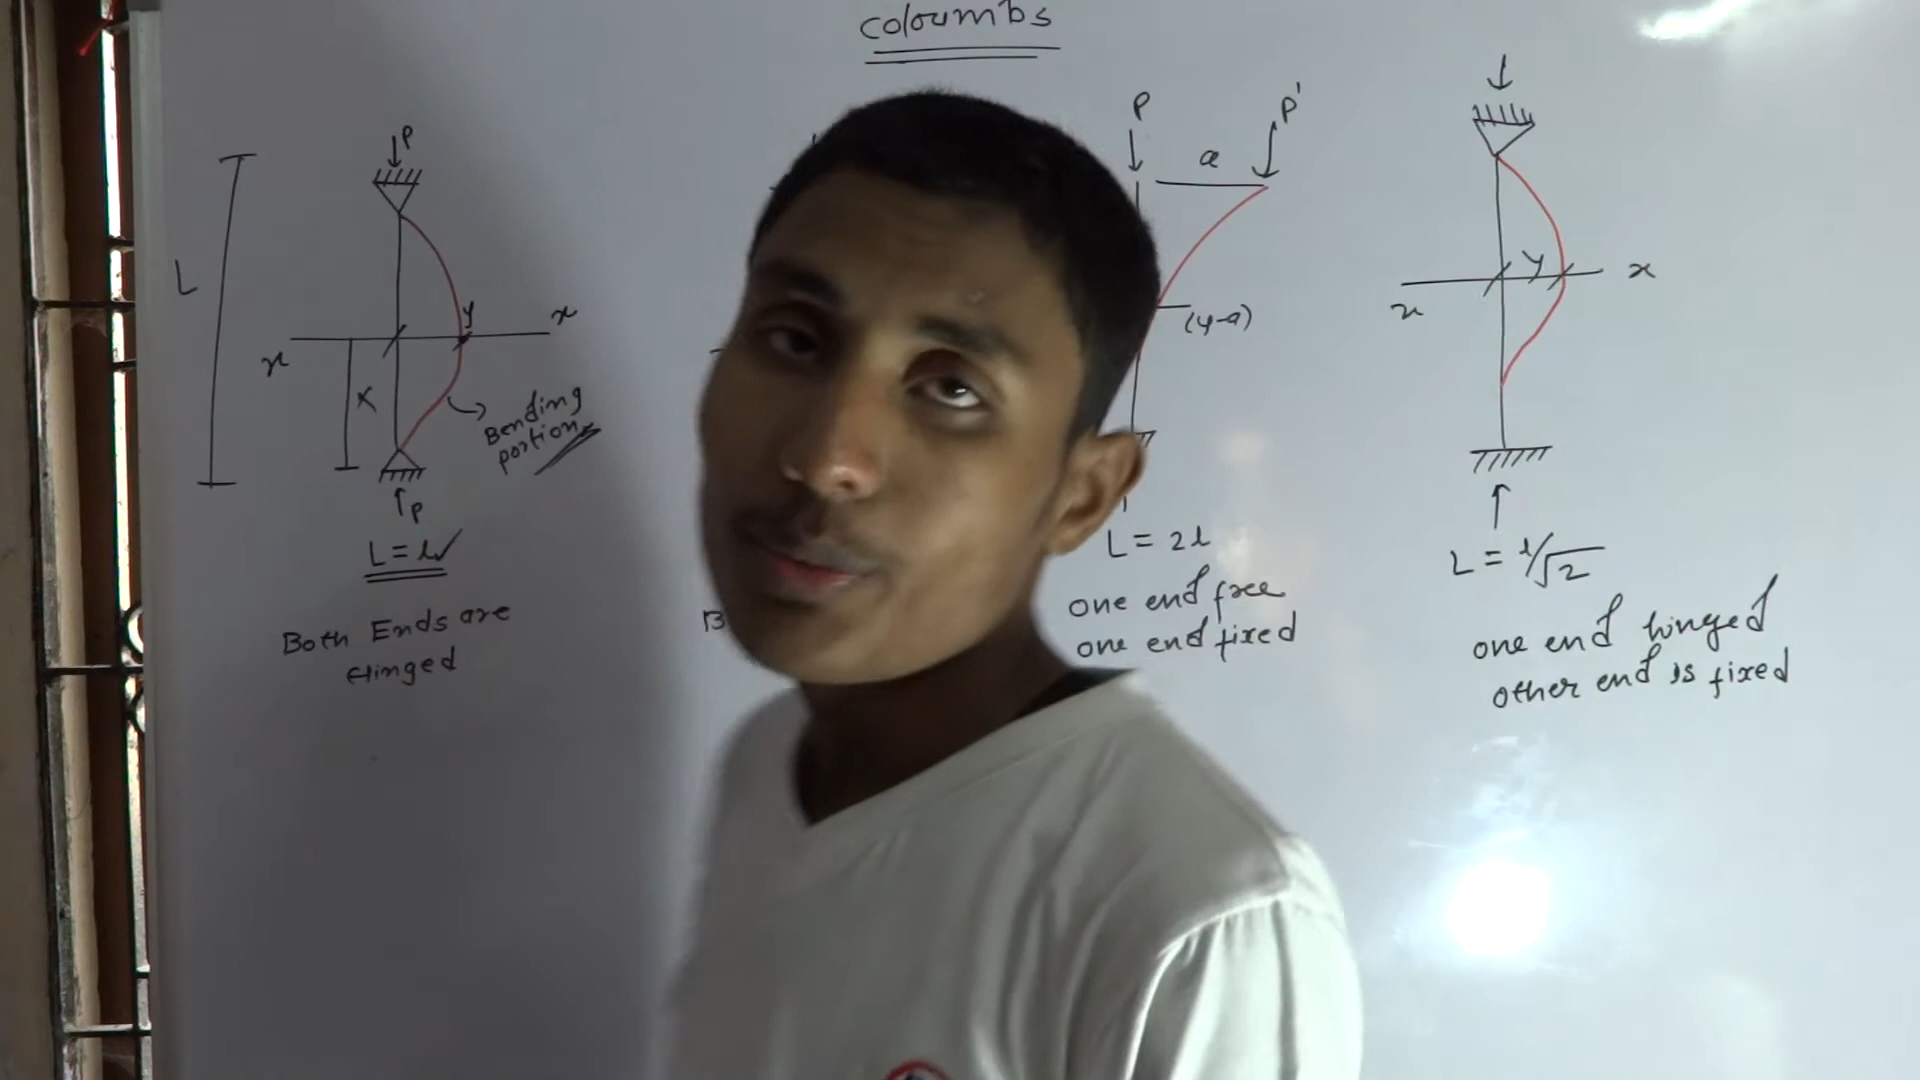 coloumbs
P
L
x
y
x
K
Bending
portion
P
L = l
Both Ends are
Hinged
P
P'
a
(y-a)
L = 2l
one end free
one end fixed
y
x
x
L = l/√2
one end hinged
other end is fixed